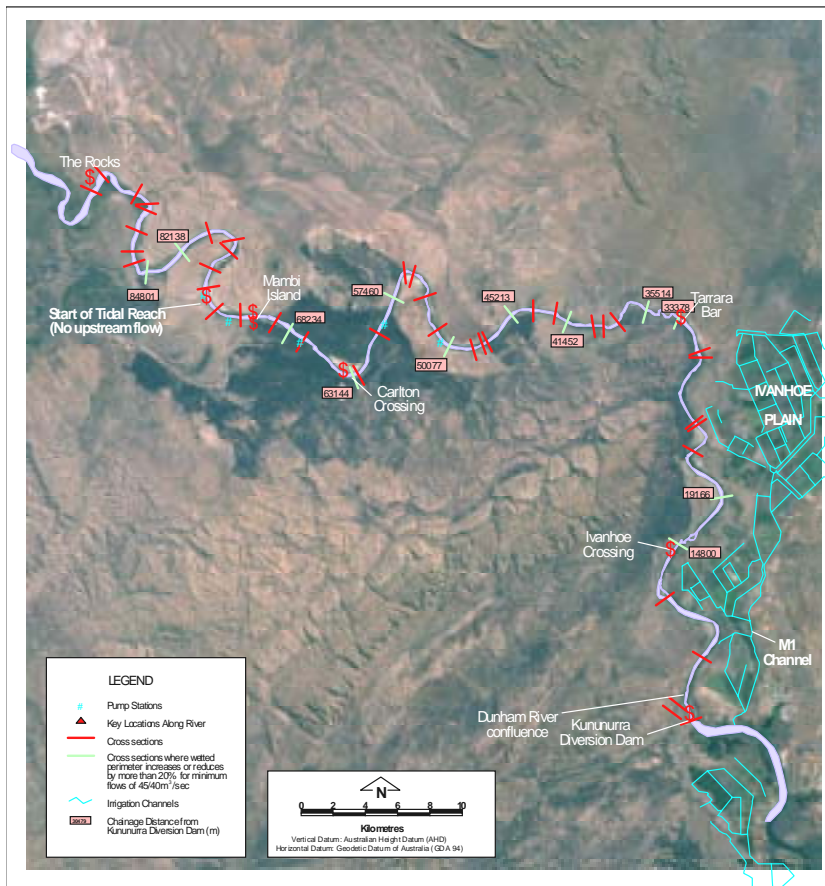 The Rocks
$
82138
84801
$
Start of Tidal Reach
(No upstream flow)
#
Mambi
Island
$
$
68234
#
57460
#
$
63144
Carlton
Crossing
#
50077
45213
41452
35514
33378
$
Tarrara
Bar
IVANHOE
PLAIN
19166
Ivanhoe
Crossing
$
14800
M1
Channel
Dunham River
confluence
Kununurra
Diversion Dam
$
LEGEND
# Pump Stations
Key Locations Along River
Cross sections
Cross sections where wetted
perimeter increases or reduces
by more than 20% for minimum
flows of 45/40m³/sec
Irrigation Channels
Chainage Distance from
Kununurra Diversion Dam (m)
N
0 2 4 6 8 10
Kilometres
Vertical Datum: Australian Height Datum (AHD)
Horizontal Datum: Geodetic Datum of Australia (GDA 94)